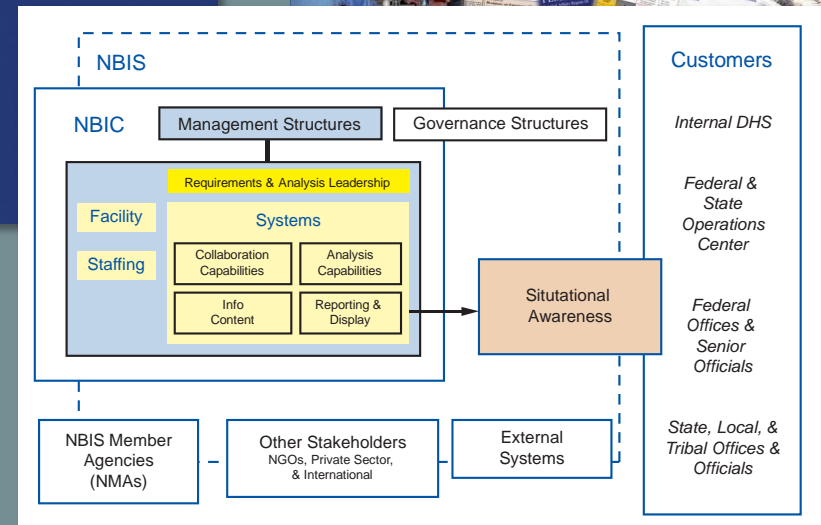 NBIS
NBIC
Management Structures
Governance Structures
Requirements & Analysis Leadership
Facility
Staffing
Systems
Collaboration
Capabilities
Analysis
Capabilities
Info
Content
Reporting &
Display
Situtational
Awareness
Customers
Internal DHS
Federal &
State
Operations
Center
Federal
Offices &
Senior
Officials
State, Local, &
Tribal Offices &
Officials
NBIS Member
Agencies
(NMAs)
Other Stakeholders
NGOs, Private Sector,
& International
External
Systems